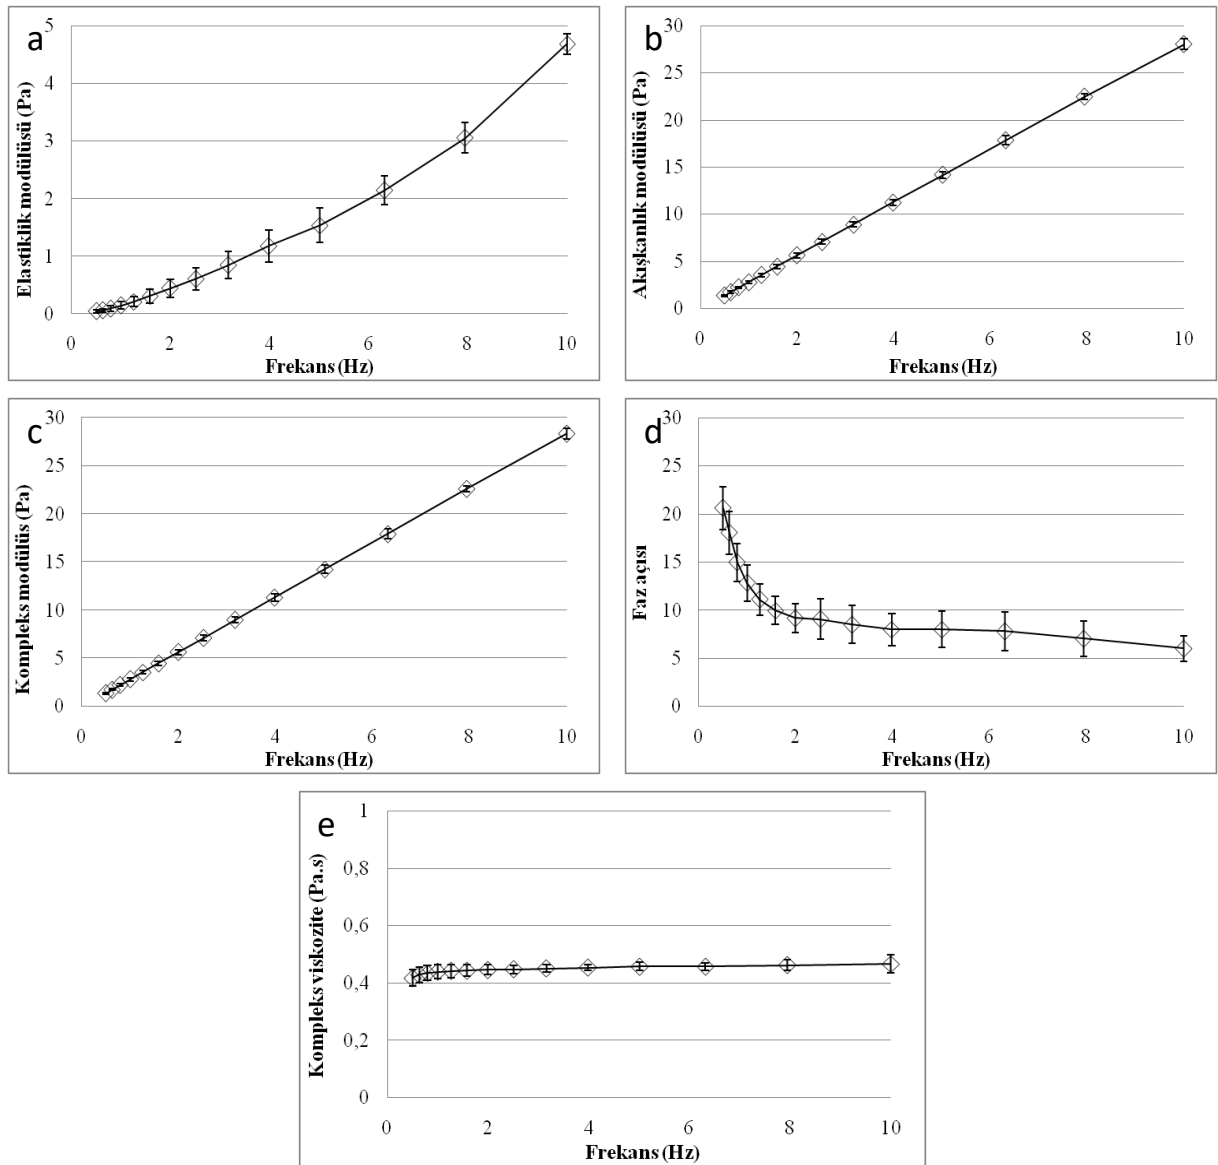 a
Elastiklik modülüsü (Pa)
5
4
3
2
1
0
0 2 4 6 8 10
Frekans (Hz)
b
Akışkanlık modülüsü (Pa)
30
25
20
15
10
5
0
0 2 4 6 8 10
Frekans (Hz)
c
Kompleks modülüs (Pa)
30
25
20
15
10
5
0
0 2 4 6 8 10
Frekans (Hz)
d
Faz açısı
30
25
20
15
10
5
0
0 2 4 6 8 10
Frekans (Hz)
e
Kompleks viskozite (Pa.s)
1
0,8
0,6
0,4
0,2
0
0 2 4 6 8 10
Frekans (Hz)